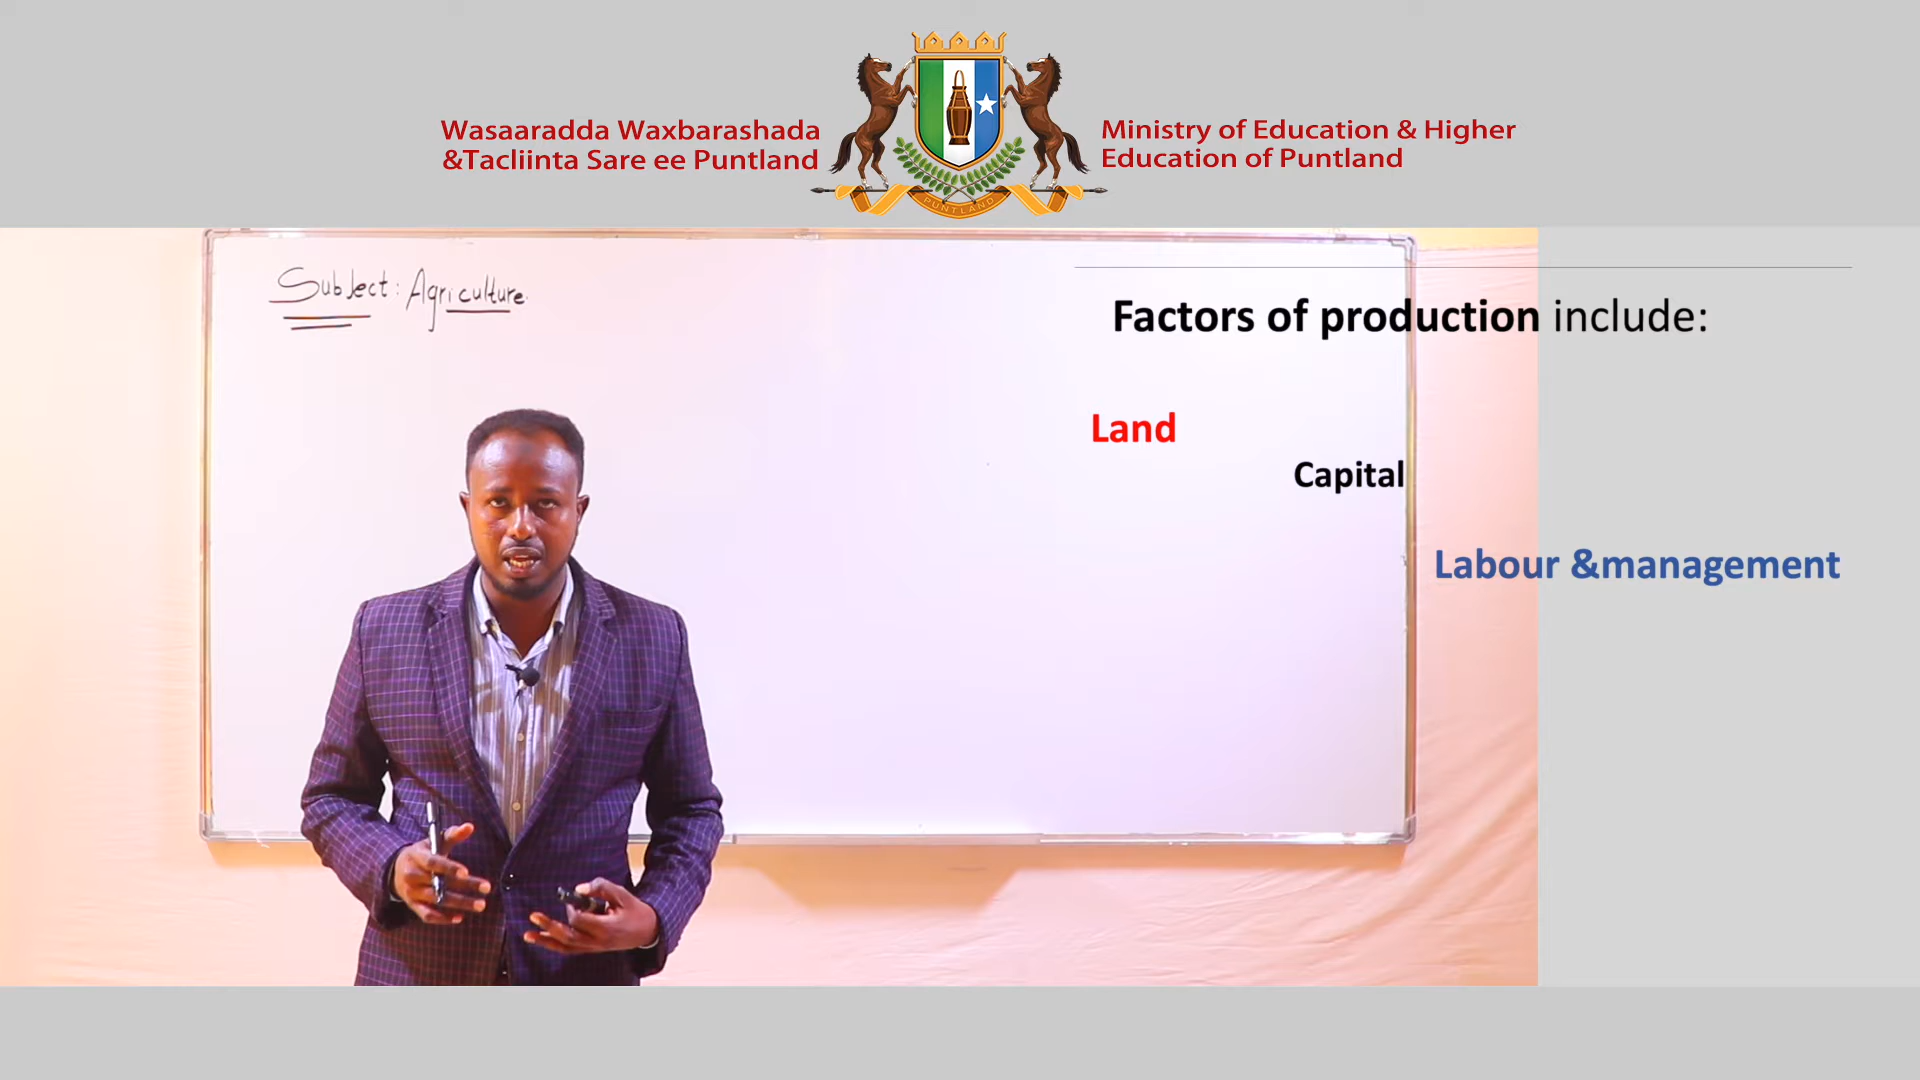 Wasaaradda Waxbarashada
&Tacliinta Sare ee Puntland
Ministry of Education & Higher
Education of Puntland
PUNTLAND
Subject: Agriculture.
Factors of production include:
Land
Capital
Labour &management